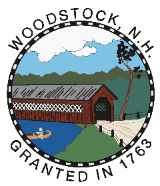 WOODSTOCK, N.H.
GRANTED IN 1763